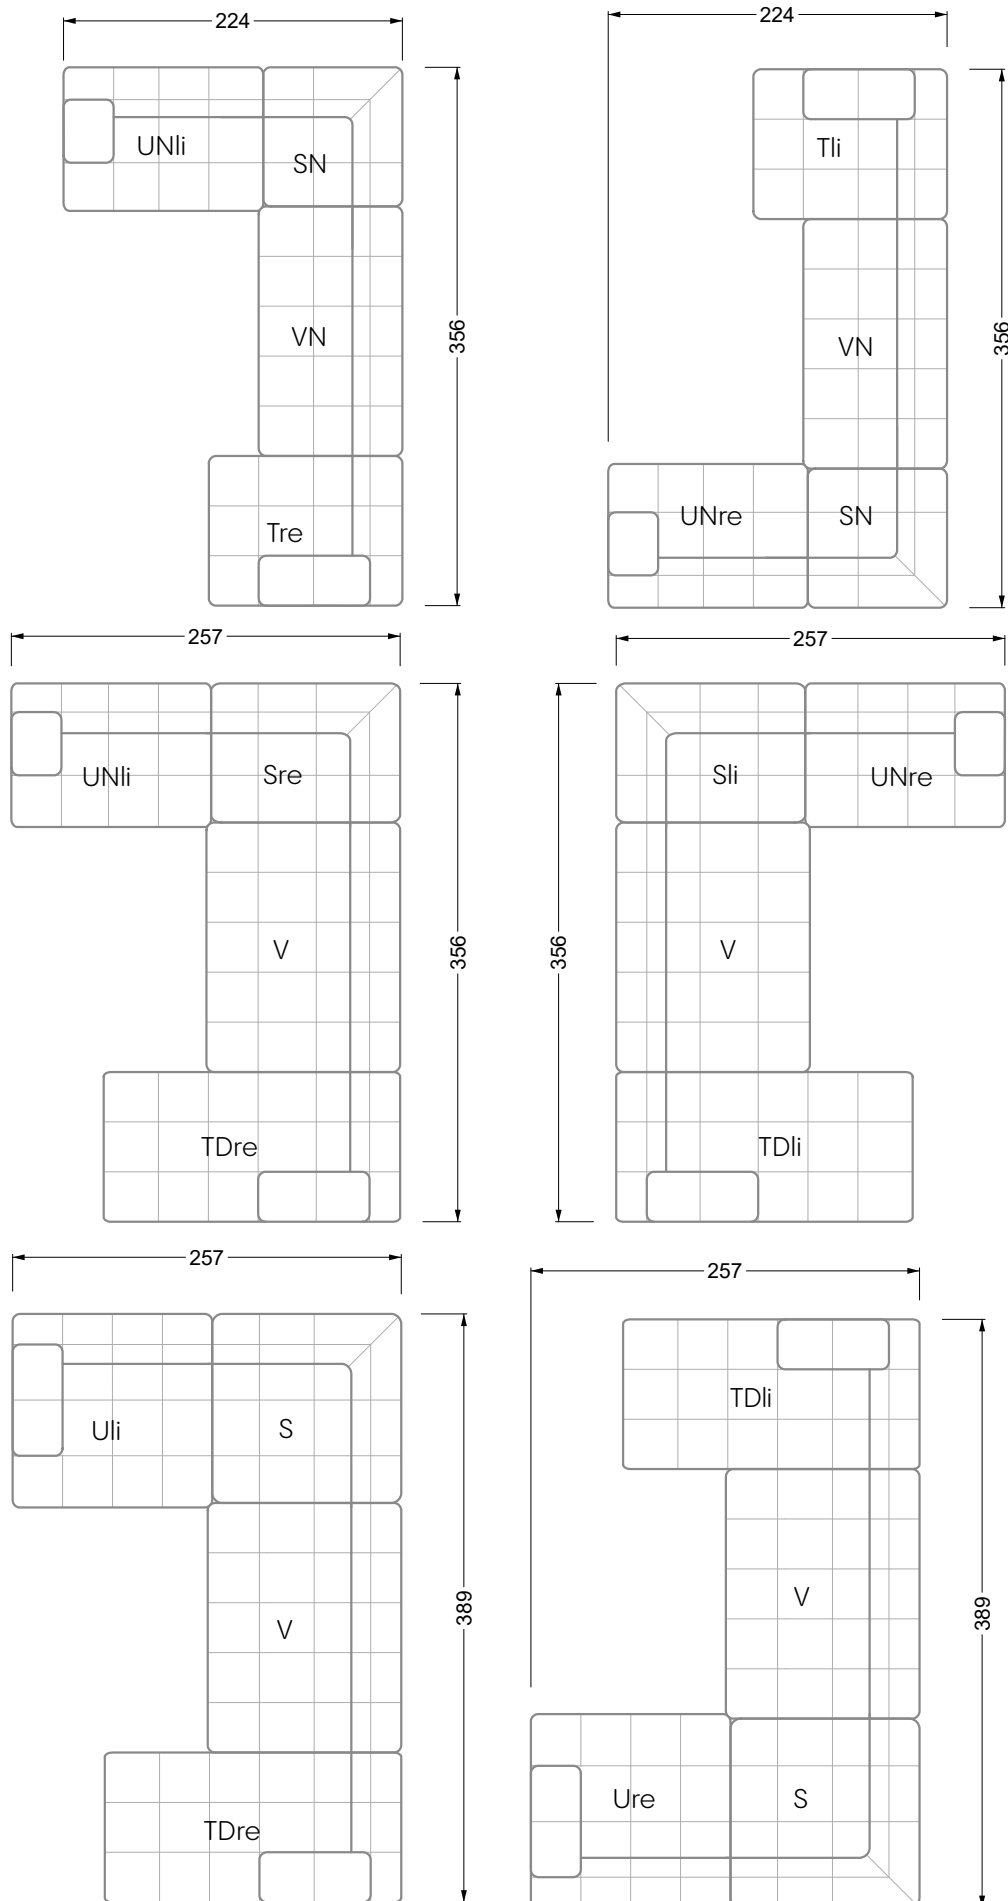 224
UNli
SN
VN
356
Tre
224
Tli
VN
356
UNre
SN
257
UNli
Sre
V
356
TDre
257
Sli
UNre
V
356
TDli
257
Uli
S
V
389
TDre
257
TDli
V
389
Ure
S